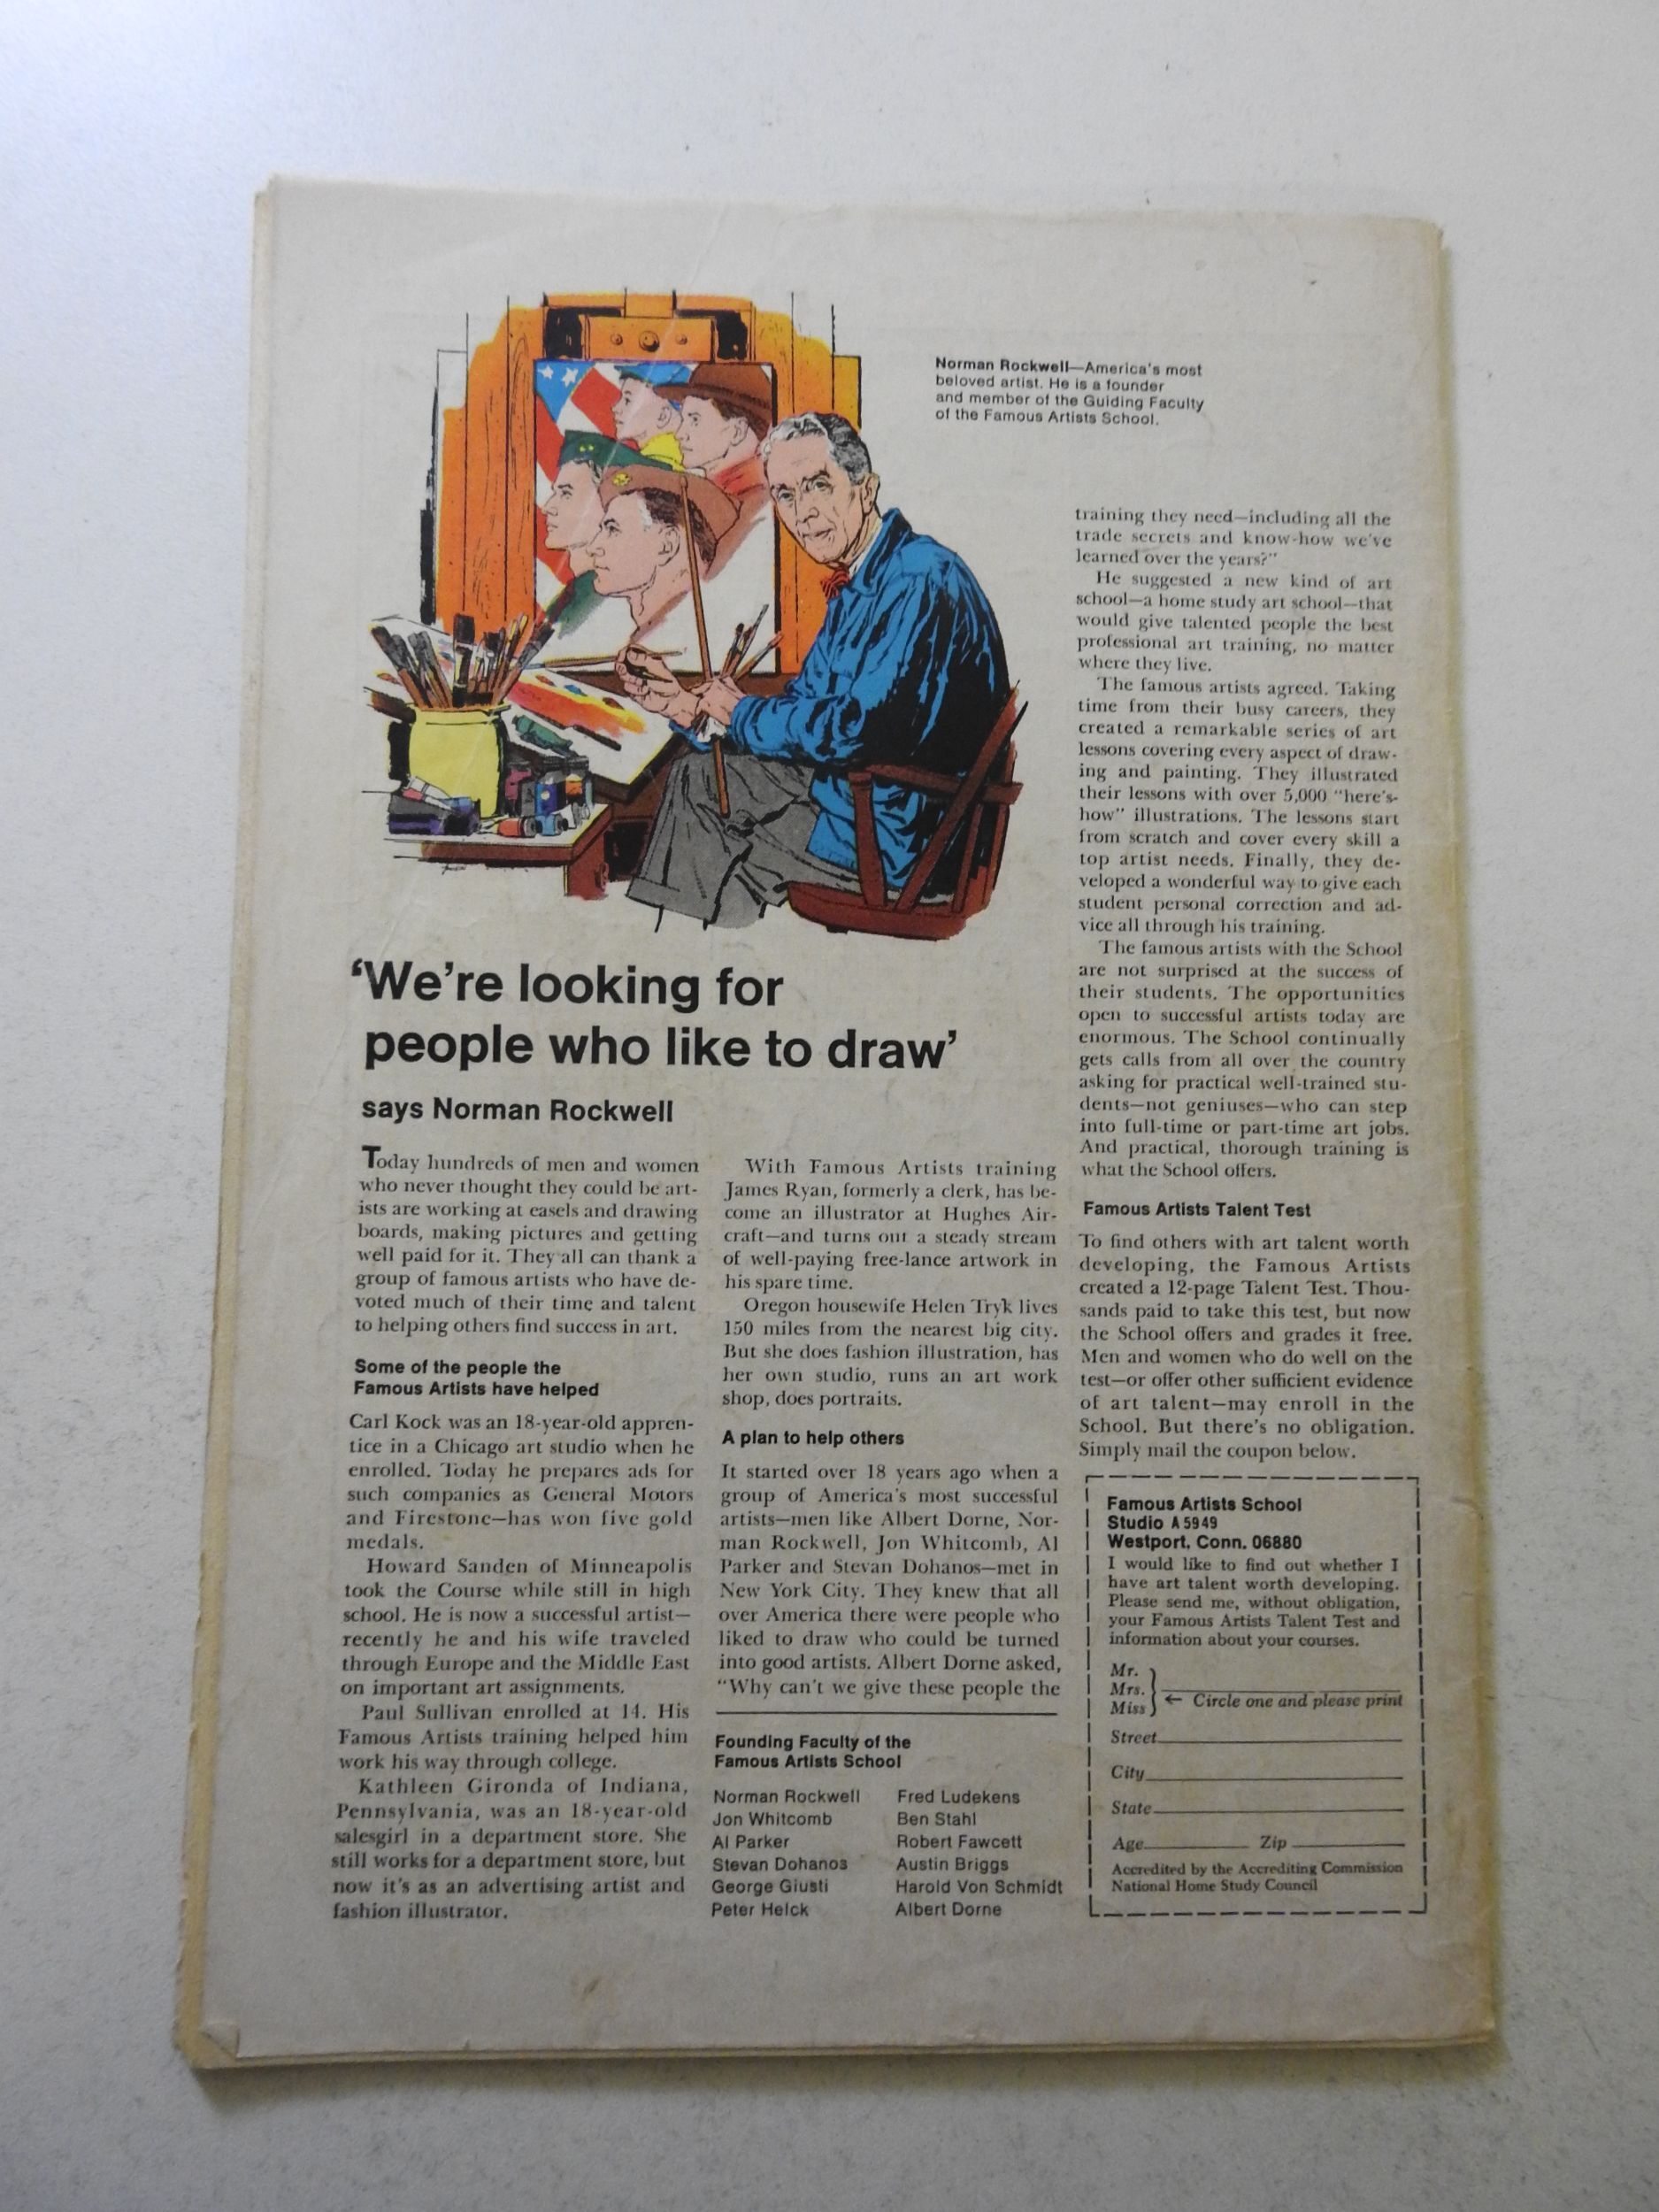 Norman Rockwell—America's most
beloved artist. He is a founder
and member of the Guiding Faculty
of the Famous Artists School.
'We're looking for
people who like to draw'
says Norman Rockwell
Today hundreds of men and women
who never thought they could be art-
ists are working at easels and drawing
boards, making pictures and getting
well paid for it. They all can thank a
group of famous artists who have de-
voted much of their time and talent
to helping others find success in art.
Some of the people the
Famous Artists have helped
Carl Kock was an 18-year-old appren-
tice in a Chicago art studio when he
enrolled. Today he prepares ads for
such companies as General Motors
and Firestone—has won five gold
medals.
Howard Sanden of Minneapolis
took the Course while still in high
school. He is now a successful artist—
recently he and his wife traveled
through Europe and the Middle East
on important art assignments.
Paul Sullivan enrolled at 14. His
Famous Artists training helped him
work his way through college.
Kathleen Gironda of Indiana,
Pennsylvania, was an 18-year-old
salesgirl in a department store. She
still works for a department store, but
now it's as an advertising artist and
fashion illustrator.
With Famous Artists training
James Ryan, formerly a clerk, has be-
come an illustrator at Hughes Air-
craft—and turns out a steady stream
of well-paying free-lance artwork in
his spare time.
Oregon housewife Helen Tryk lives
150 miles from the nearest big city.
But she does fashion illustration, has
her own studio, runs an art work
shop, does portraits.
A plan to help others
It started over 18 years ago when a
group of America's most successful
artists—men like Albert Dorne, Nor-
man Rockwell, Jon Whitcomb, Al
Parker and Stevan Dohanos—met in
New York City. They knew that all
over America there were people who
liked to draw who could be turned
into good artists. Albert Dorne asked,
"Why can't we give these people the
Founding Faculty of the
Famous Artists School
Norman Rockwell
Jon Whitcomb
Al Parker
Stevan Dohanos
George Giusti
Peter Helck
Fred Ludekens
Ben Stahl
Robert Fawcett
Austin Briggs
Harold Von Schmidt
Albert Dorne
training they need—including all the
trade secrets and know-how we've
learned over the years?"
He suggested a new kind of art
school—a home study art school—that
would give talented people the best
professional art training, no matter
where they live.
The famous artists agreed. Taking
time from their busy careers, they
created a remarkable series of art
lessons covering every aspect of draw-
ing and painting. They illustrated
their lessons with over 5,000 "here's-
how" illustrations. The lessons start
from scratch and cover every skill a
top artist needs. Finally, they de-
veloped a wonderful way to give each
student personal correction and ad-
vice all through his training.
The famous artists with the School
are not surprised at the success of
their students. The opportunities
open to successful artists today are
enormous. The School continually
gets calls from all over the country
asking for practical well-trained stu-
dents—not geniuses—who can step
into full-time or part-time art jobs.
And practical, thorough training is
what the School offers.
Famous Artists Talent Test
To find others with art talent worth
developing, the Famous Artists
created a 12-page Talent Test. Thou-
sands paid to take this test, but now
the School offers and grades it free.
Men and women who do well on the
test—or offer other sufficient evidence
of art talent—may enroll in the
School. But there's no obligation.
Simply mail the coupon below.
Famous Artists School
Studio A 5949
Westport, Conn. 06880
I would like to find out whether I
have art talent worth developing.
Please send me, without obligation,
your Famous Artists Talent Test and
information about your courses.
Mr.
Mrs.
Miss ← Circle one and please print
Street
City
State
Age Zip
Accredited by the Accrediting Commission
National Home Study Council